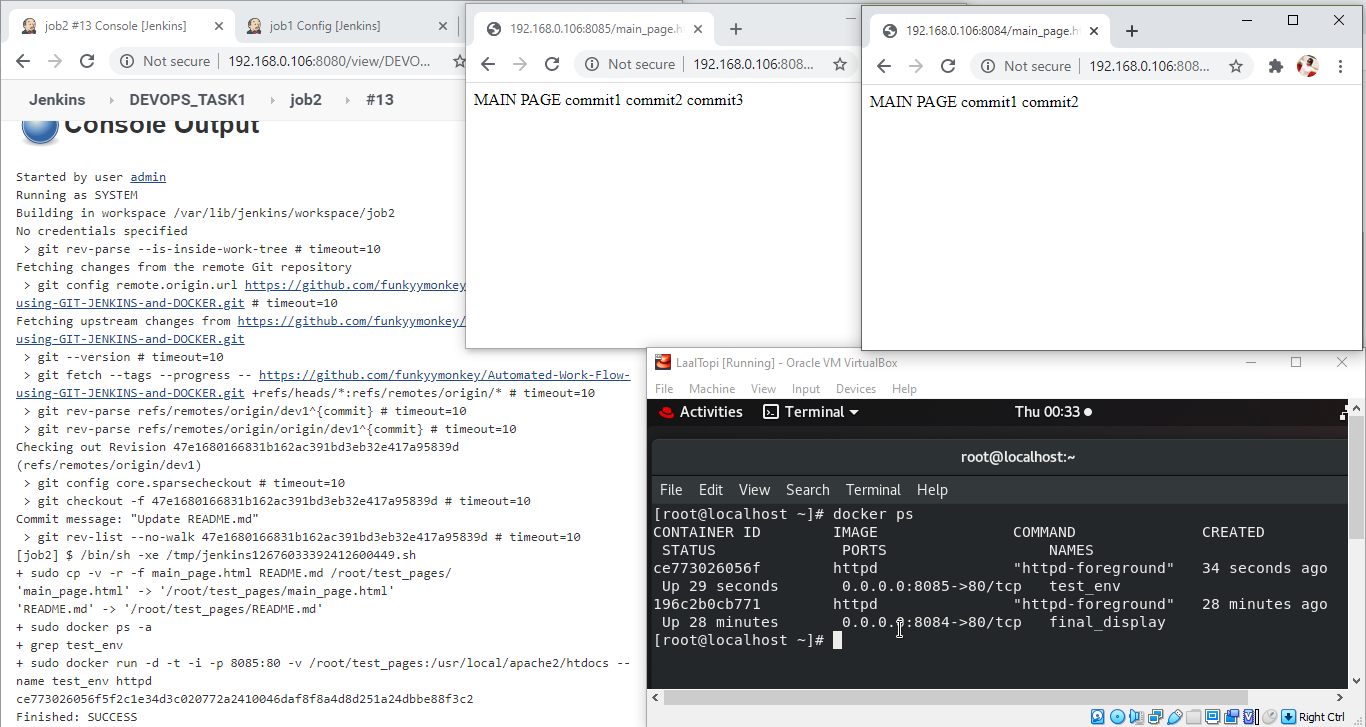 job2 #13 Console [Jenkins]
job1 Config [Jenkins]
Not secure
192.168.0.106:8080/view/DEVO...
Jenkins
DEVOPS_TASK1
job2
#13
Console Output
Started by user admin
Running as SYSTEM
Building in workspace /var/lib/jenkins/workspace/job2
No credentials specified
> git rev-parse --is-inside-work-tree # timeout=10
Fetching changes from the remote Git repository
> git config remote.origin.url https://github.com/funkyymonkey
using-GIT-JENKINS-and-DOCKER.git # timeout=10
Fetching upstream changes from https://github.com/funkyymonkey/
using-GIT-JENKINS-and-DOCKER.git
> git --version # timeout=10
> git fetch --tags --progress -- https://github.com/funkyymonkey/Automated-Work-Flow-
using-GIT-JENKINS-and-DOCKER.git +refs/heads/*:refs/remotes/origin/* # timeout=10
> git rev-parse refs/remotes/origin/dev1^{commit} # timeout=10
> git rev-parse refs/remotes/origin/origin/dev1^{commit} # timeout=10
Checking out Revision 47e1680166831b162ac391bd3eb32e417a95839d
(refs/remotes/origin/dev1)
> git config core.sparsecheckout # timeout=10
> git checkout -f 47e1680166831b162ac391bd3eb32e417a95839d # timeout=10
Commit message: "Update README.md"
> git rev-list --no-walk 47e1680166831b162ac391bd3eb32e417a95839d # timeout=10
[job2] $ /bin/sh -xe /tmp/jenkins12676033392412600449.sh
+ sudo cp -v -r -f main_page.html README.md /root/test_pages/
'main_page.html' -> '/root/test_pages/main_page.html'
'README.md' -> '/root/test_pages/README.md'
+ sudo docker ps -a
+ grep test_env
+ sudo docker run -d -t -i -p 8085:80 -v /root/test_pages:/usr/local/apache2/htdocs --
name test_env httpd
ce773026056f5f2c1e34d3c020772a2410046daf8f8a4d8d251a24dbbe88f3c2
Finished: SUCCESS
192.168.0.106:8085/main_page.h
Not secure
192.168.0.106:808...
MAIN PAGE commit1 commit2 commit3
192.168.0.106:8084/main_page.h
Not secure
192.168.0.106:808...
MAIN PAGE commit1 commit2
LaalTopi [Running] - Oracle VM VirtualBox
File Machine View Input Devices Help
Activities Terminal Thu 00:33
root@localhost:~
File Edit View Search Terminal Help
[root@localhost ~]# docker ps
CONTAINER ID IMAGE COMMAND CREATED
STATUS PORTS NAMES
ce773026056f httpd "httpd-foreground" 34 seconds ago
Up 29 seconds 0.0.0.0:8085->80/tcp test_env
196c2b0cb771 httpd "httpd-foreground" 28 minutes ago
Up 28 minutes 0.0.0.0:8084->80/tcp final_display
[root@localhost ~]#
Right Ctrl